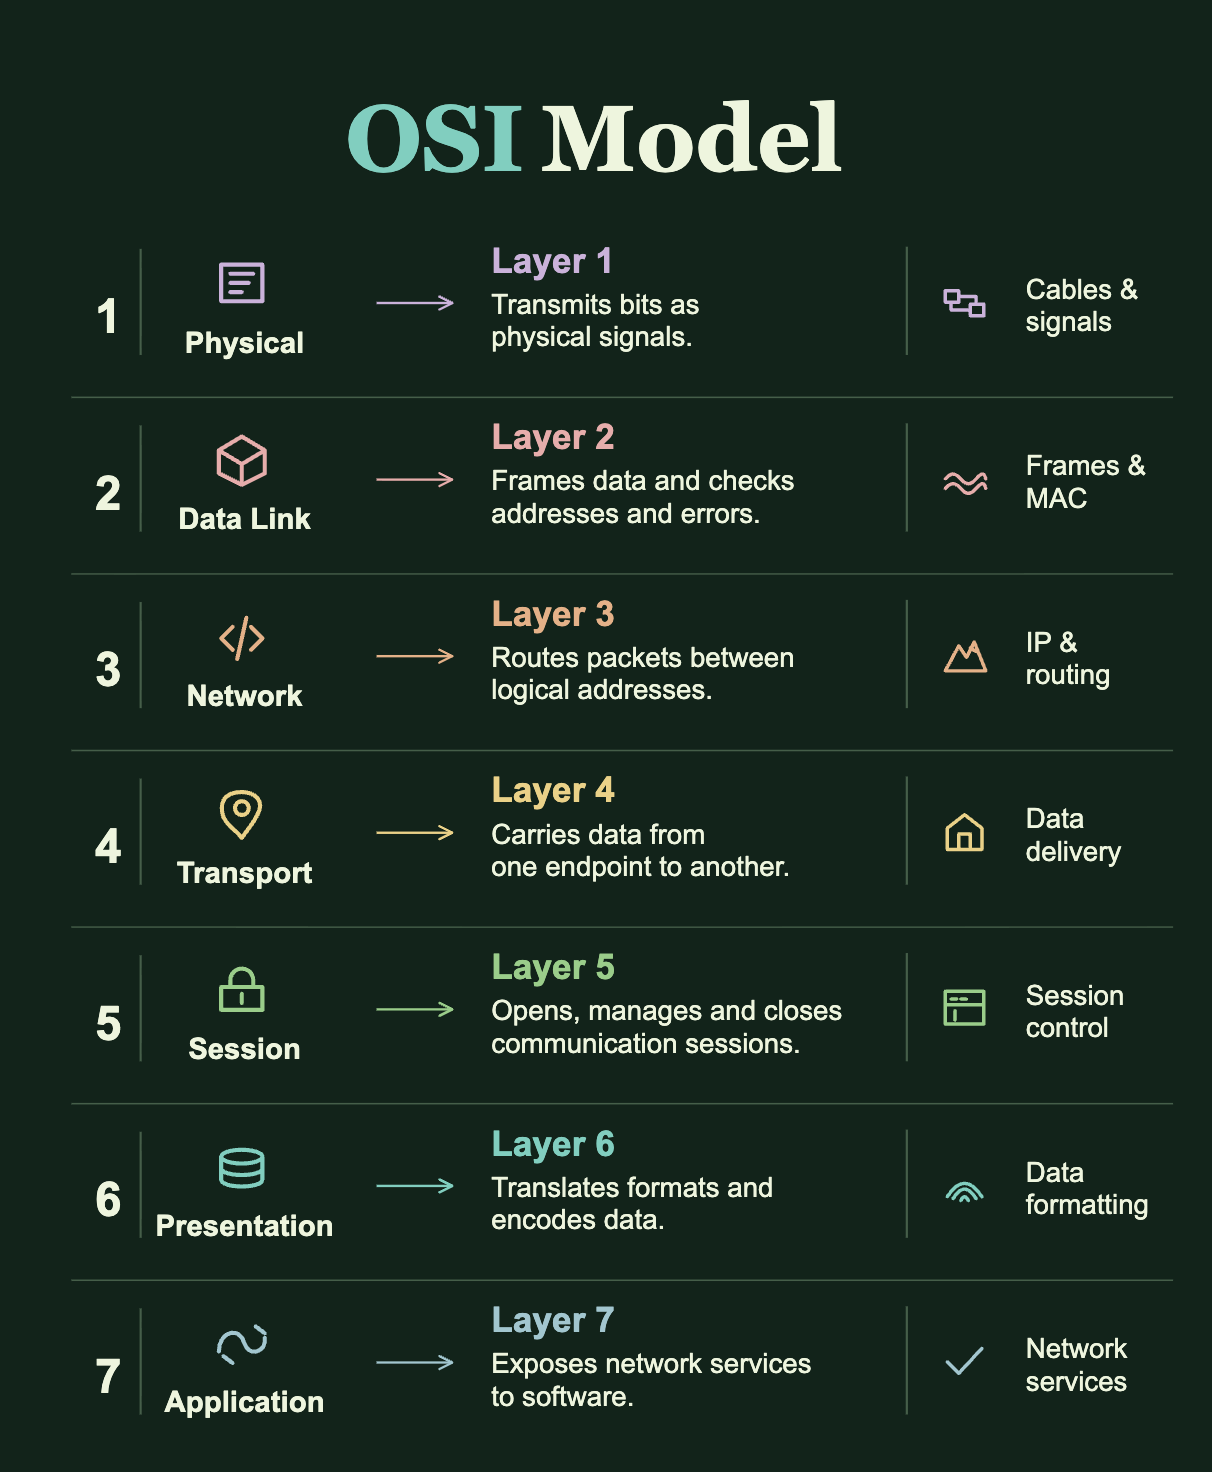 OSI Model
1
Physical
Layer 1
Transmits bits as
physical signals.
Cables &
signals
2
Data Link
Layer 2
Frames data and checks
addresses and errors.
Frames &
MAC
3
Network
Layer 3
Routes packets between
logical addresses.
IP &
routing
4
Transport
Layer 4
Carries data from
one endpoint to another.
Data
delivery
5
Session
Layer 5
Opens, manages and closes
communication sessions.
Session
control
6
Presentation
Layer 6
Translates formats and
encodes data.
Data
formatting
7
Application
Layer 7
Exposes network services
to software.
Network
services